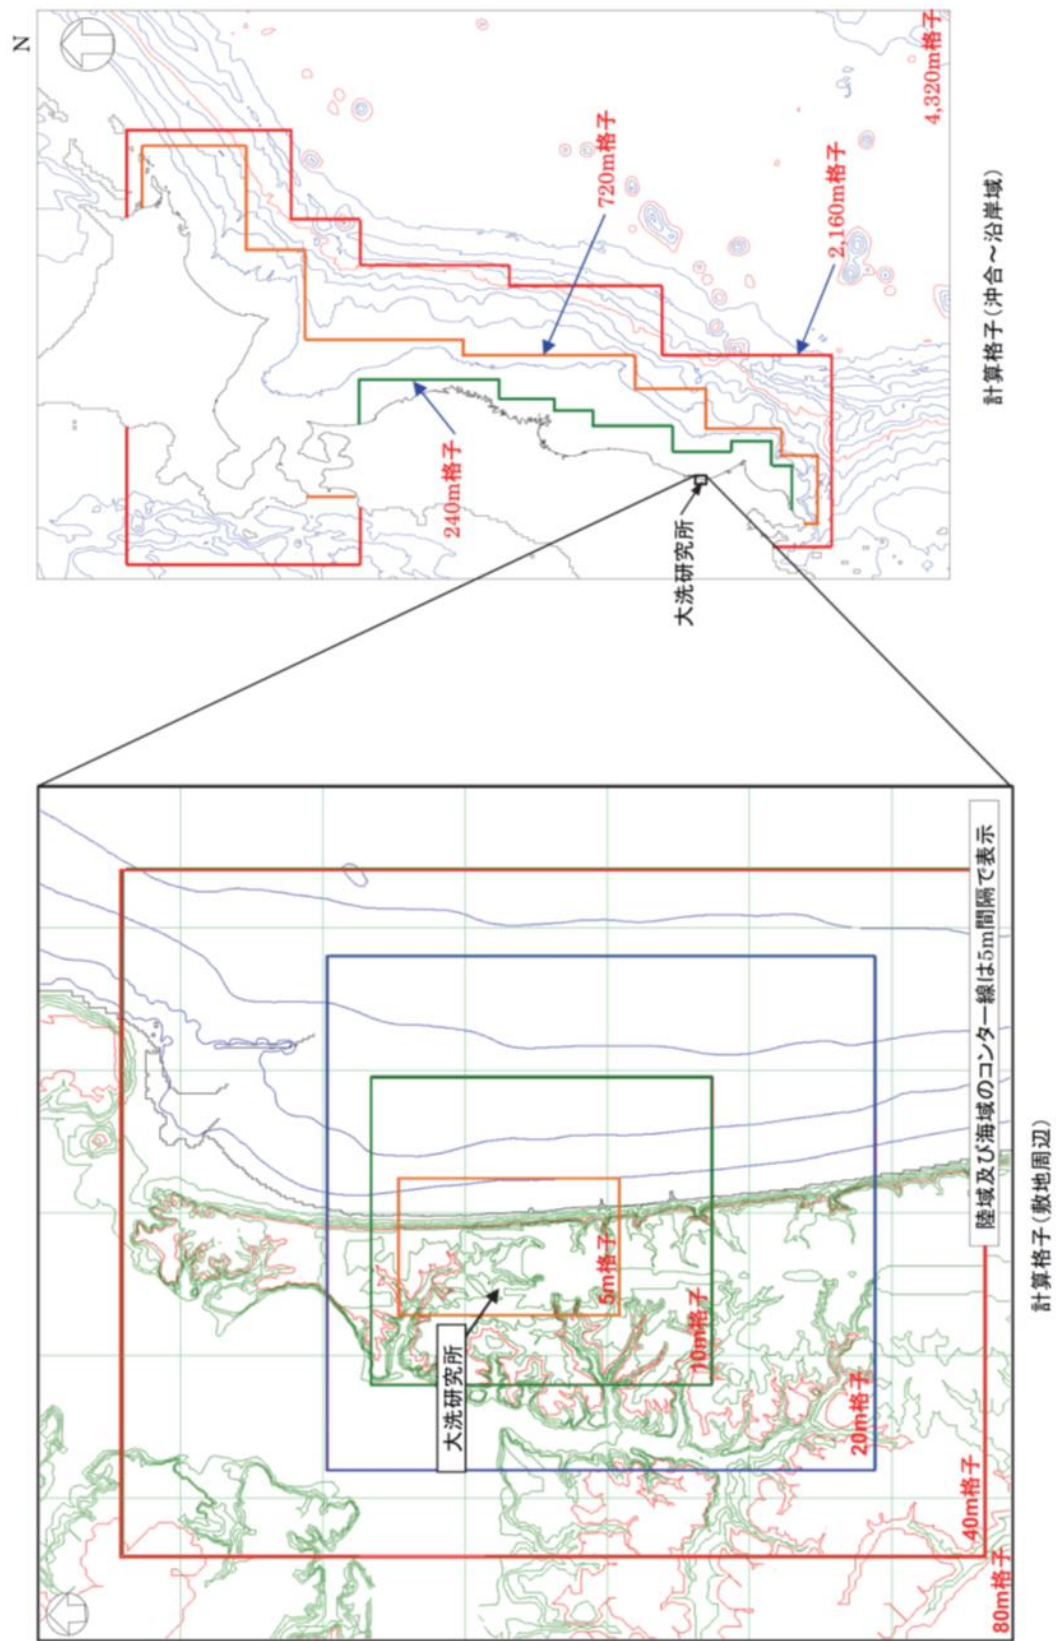 N
4,320m格子
2,160m格子
720m格子
240m格子
大洗研究所
計算格子（沖合～沿岸域）
大洗研究所
5m格子
10m格子
20m格子
40m格子
80m格子
陸域及び海域のコンター線は5m間隔で表示
計算格子（敷地周辺）